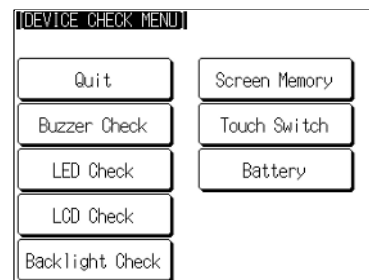 [DEVICE CHECK MENU]
Quit
Screen Memory
Buzzer Check
Touch Switch
LED Check
Battery
LCD Check
Backlight Check